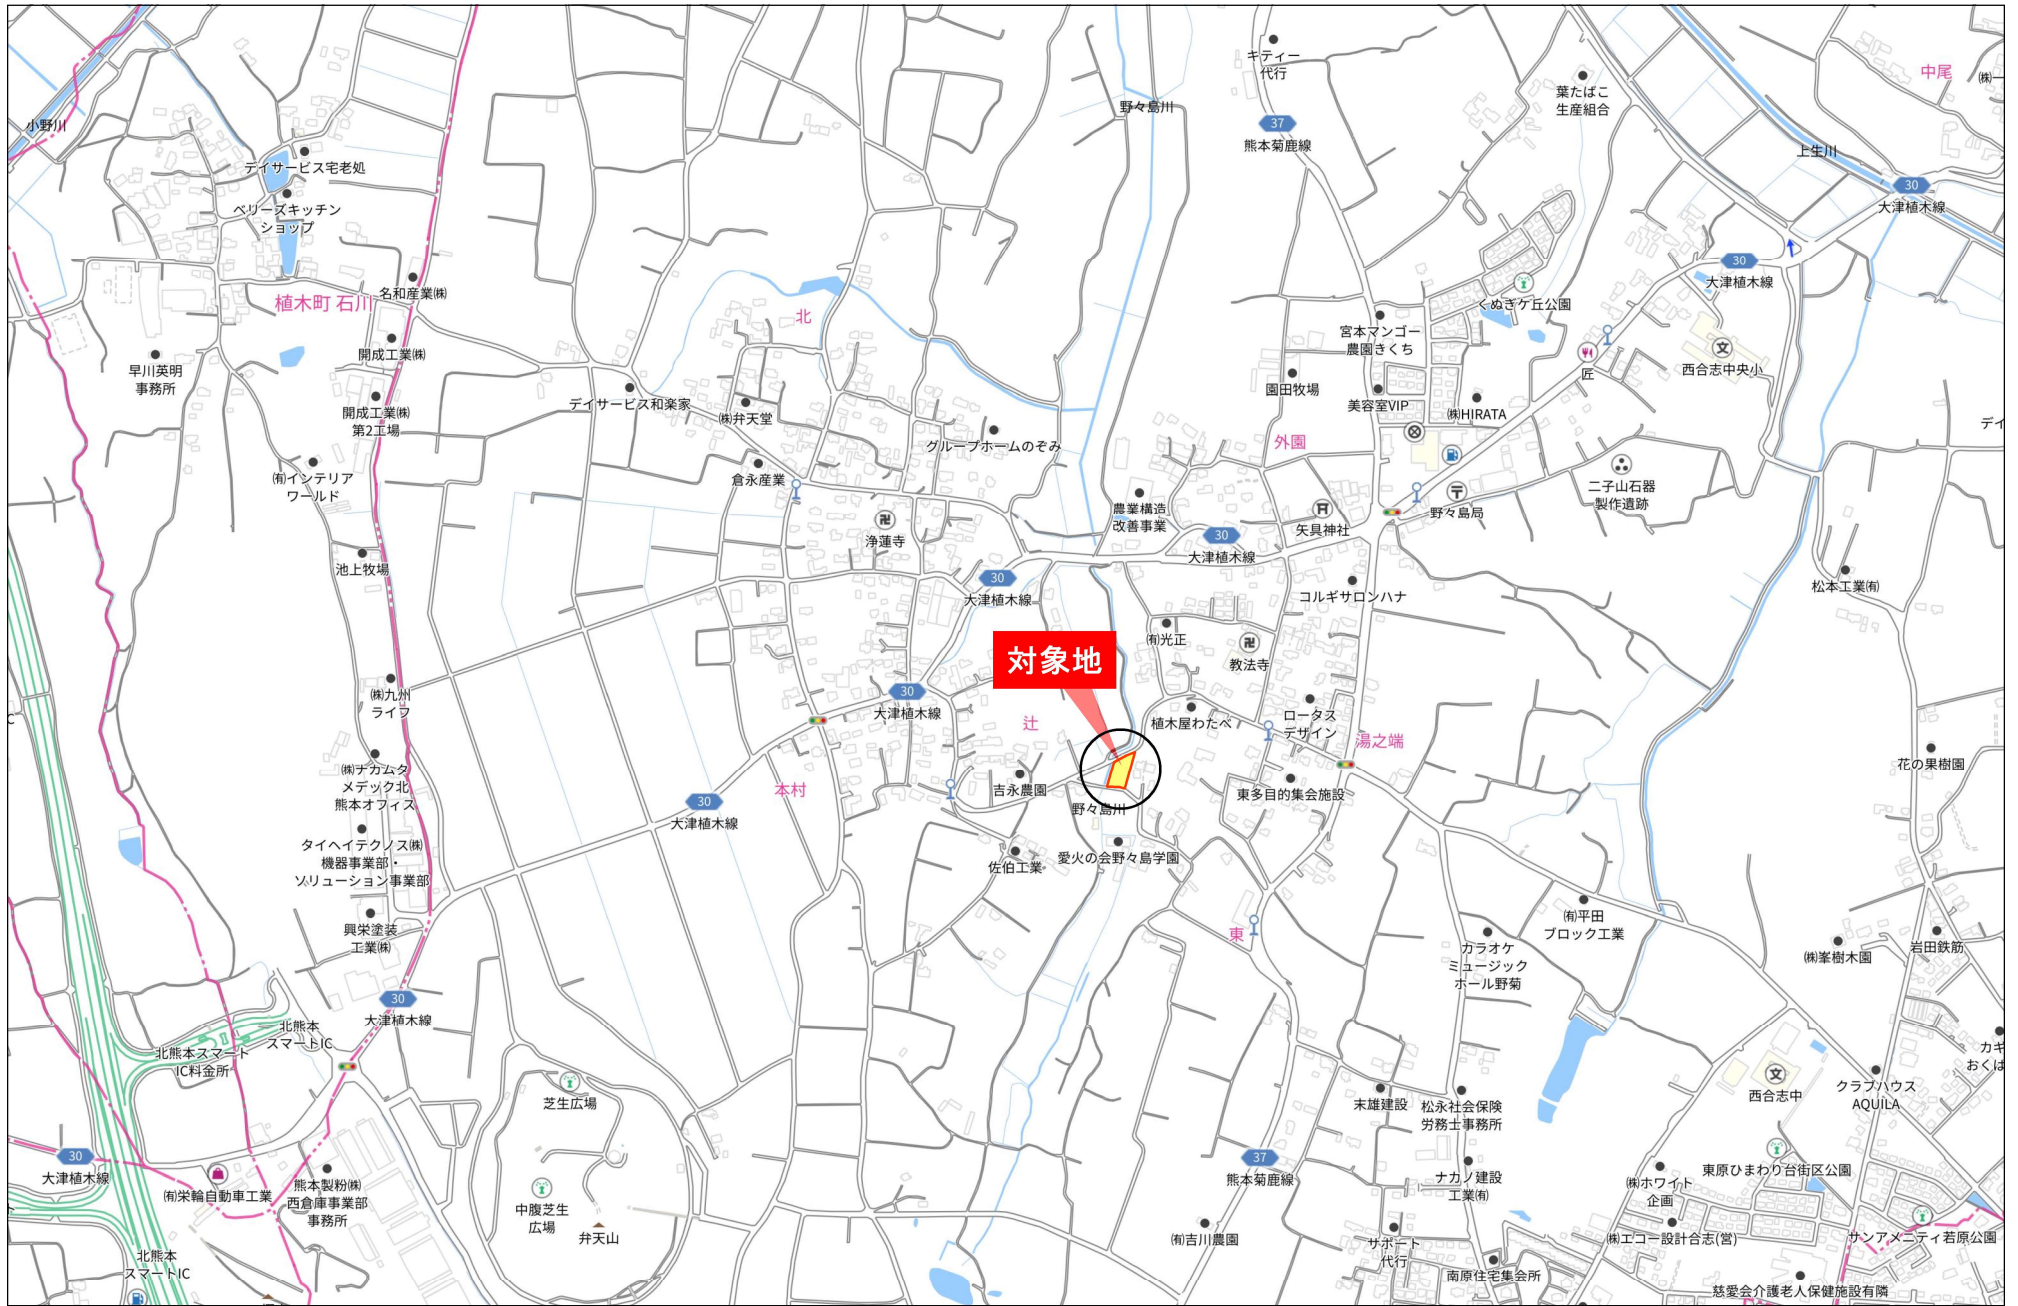 キティー
代行
中尾
㈱一
葉たばこ
生産組合
野々島川
小野川
37
熊本菊鹿線
上生川
デイサービス宅老処
30
大津植木線
ベリーズキッチン
ショップ
30
大津植木線
名和産業㈱
植木町 石川
くぬぎケ丘公園
北
宮本マンゴー
農園きくち
開成工業㈱
早川英明
事務所
匠
西合志中央小
園田牧場
デイサービス和楽家
美容室VIP
㈱HIRATA
開成工業㈱
第2工場
㈱弁天堂
デイ
グループホームのぞみ
外園
倉永産業
㈲インテリア
ワールド
二子山石器
製作遺跡
農業構造
改善事業
野々島局
矢具神社
浄蓮寺
30
大津植木線
池上牧場
30
大津植木線
松本工業㈲
コルギサロンハナ
㈲光正
対象地
教法寺
㈱九州
ライフ
30
大津植木線
C
辻
植木屋わたべ
ロータス
デザイン
湯之端
花の果樹園
㈱ナカムタ
メデック北
熊本オフィス
吉永農園
本村
東多目的集会施設
30
大津植木線
野々島川
タイヘイテクノス㈱
機器事業部・
ソリューション事業部
愛火の会野々島学園
佐伯工業
㈲平田
ブロック工業
興栄塗装
工業㈱
東
カラオケ
ミュージック
ホール野菊
㈱峯樹木園
岩田鉄筋
30
大津植木線
北熊本
スマートIC
北熊本スマート
IC料金所
カキ
おくは
芝生広場
西合志中
クラブハウス
AQUILA
末雄建設
松永社会保険
労務士事務所
30
大津植木線
37
熊本菊鹿線
東原ひまわり台街区公園
ナカノ建設
工業㈲
㈲栄輪自動車工業
熊本製粉㈱
西倉庫事業部
事務所
㈱ホワイト
企画
中腹芝生
広場
弁天山
㈲吉川農園
サポート
代行
㈱エコー設計合志(営)
サンアメニティ若原公園
北熊本
スマートIC
南原住宅集会所
慈愛会介護老人保健施設有隣